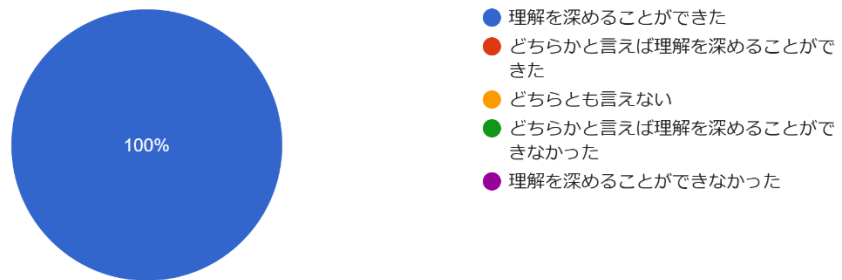 100%
理解を深めることができた
どちらかと言えば理解を深めることがで
きた
どちらとも言えない
どちらかと言えば理解を深めることがで
きなかった
理解を深めることができなかった